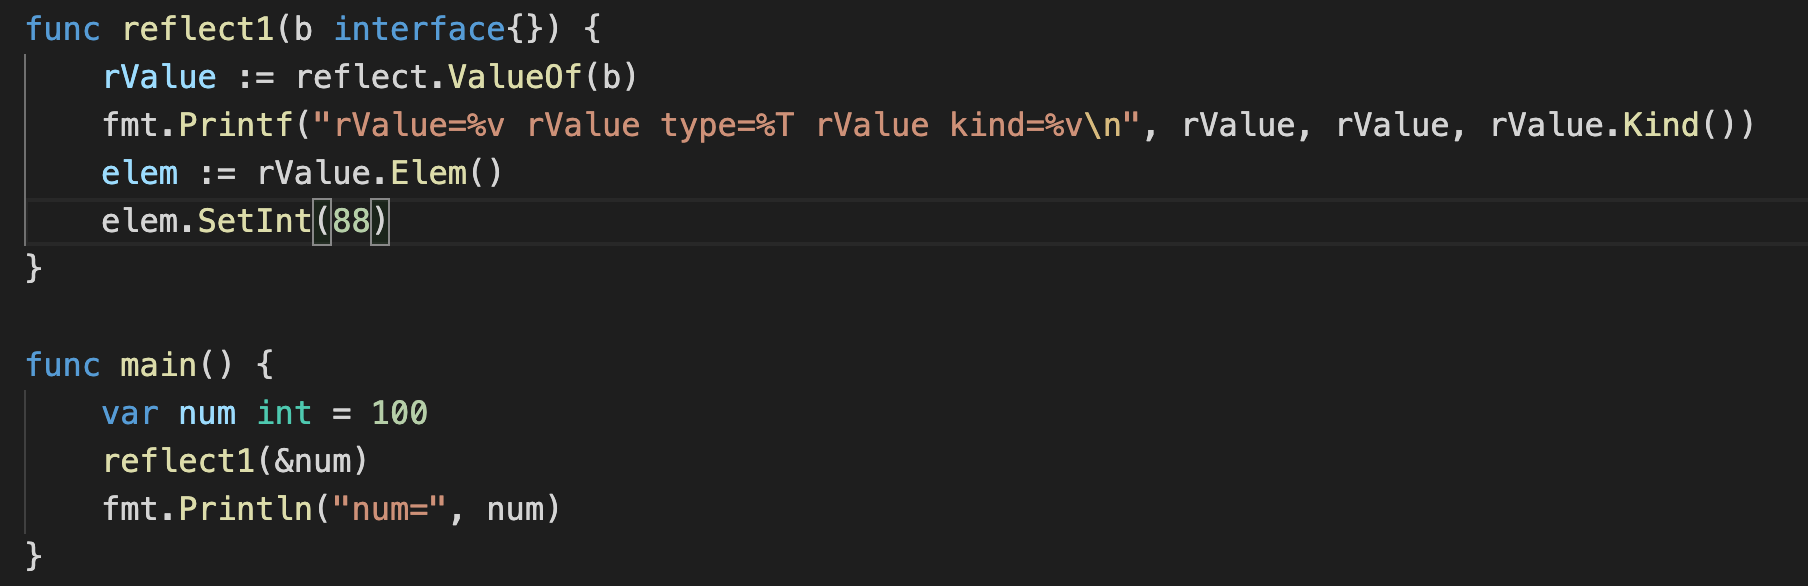 func reflect1(b interface{}) {
    rValue := reflect.ValueOf(b)
    fmt.Printf("rValue=%v rValue type=%T rValue kind=%v\n", rValue, rValue, rValue.Kind())
    elem := rValue.Elem()
    elem.SetInt(88)
}

func main() {
    var num int = 100
    reflect1(&num)
    fmt.Println("num=", num)
}